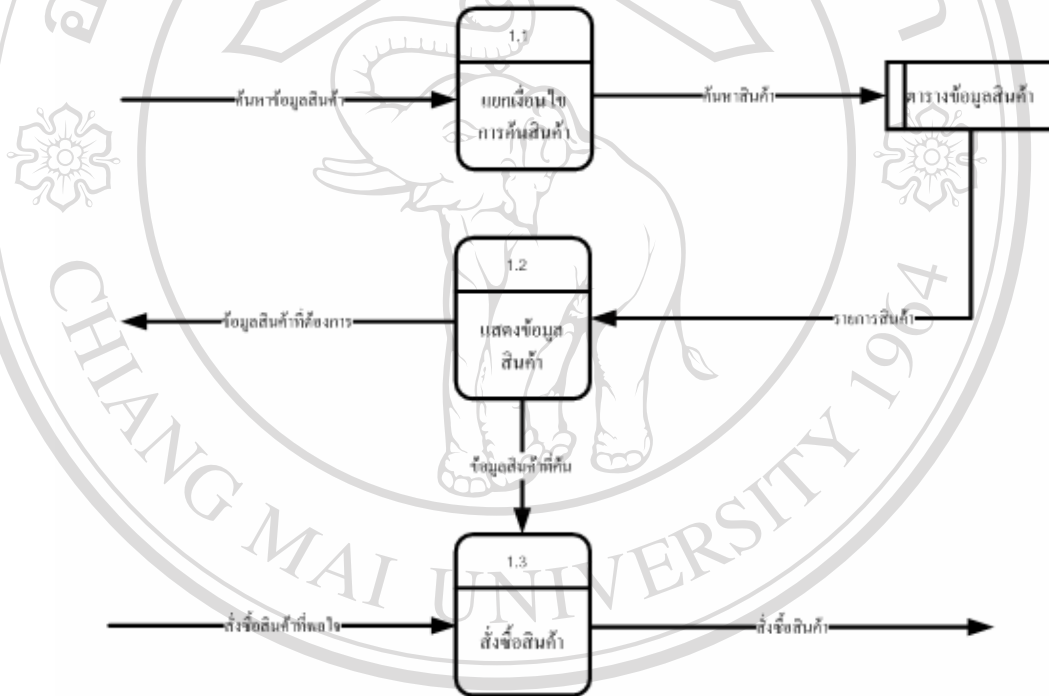 1.1
ค้นหาข้อมูลสินค้า
แยกเงื่อนไข
การค้นสินค้า
ค้นหาสินค้า
ตารางข้อมูลสินค้า
1.2
ข้อมูลสินค้าที่ต้องการ
แสดงข้อมูล
สินค้า
รายการสินค้า
ข้อมูลสินค้าที่ค้น
1.3
สั่งซื้อสินค้าที่พอใจ
สั่งซื้อสินค้า
สั่งซื้อสินค้า
CHIANG MAI UNIVERSITY 1964